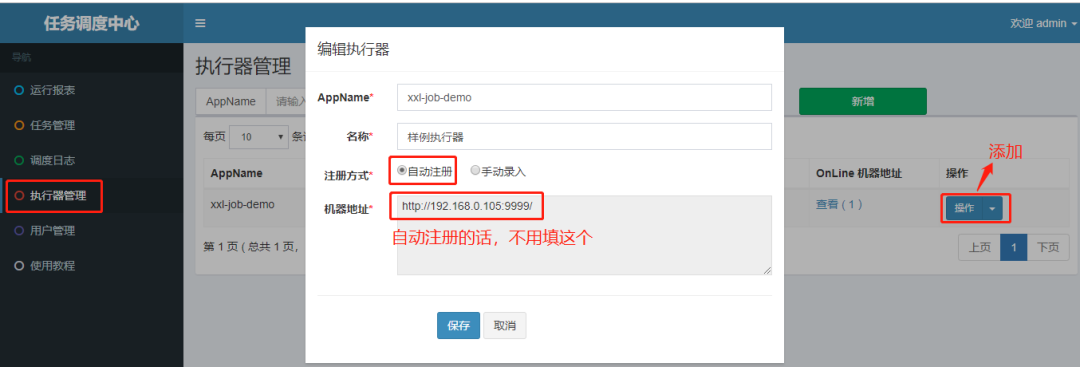 任务调度中心
欢迎 admin
导航
运行报表
任务管理
调度日志
执行器管理
用户管理
使用教程
执行器管理
AppName 请输入
新增
每页 10 条
AppName OnLine 机器地址 操作
xxl-job-demo 查看 ( 1 ) 操作
添加
第 1 页 ( 总共 1 页,
上页 1 下页
编辑执行器
AppName* xxl-job-demo
名称* 样例执行器
注册方式* 自动注册 手动录入
机器地址* http://192.168.0.105:9999/
自动注册的话，不用填这个
保存 取消